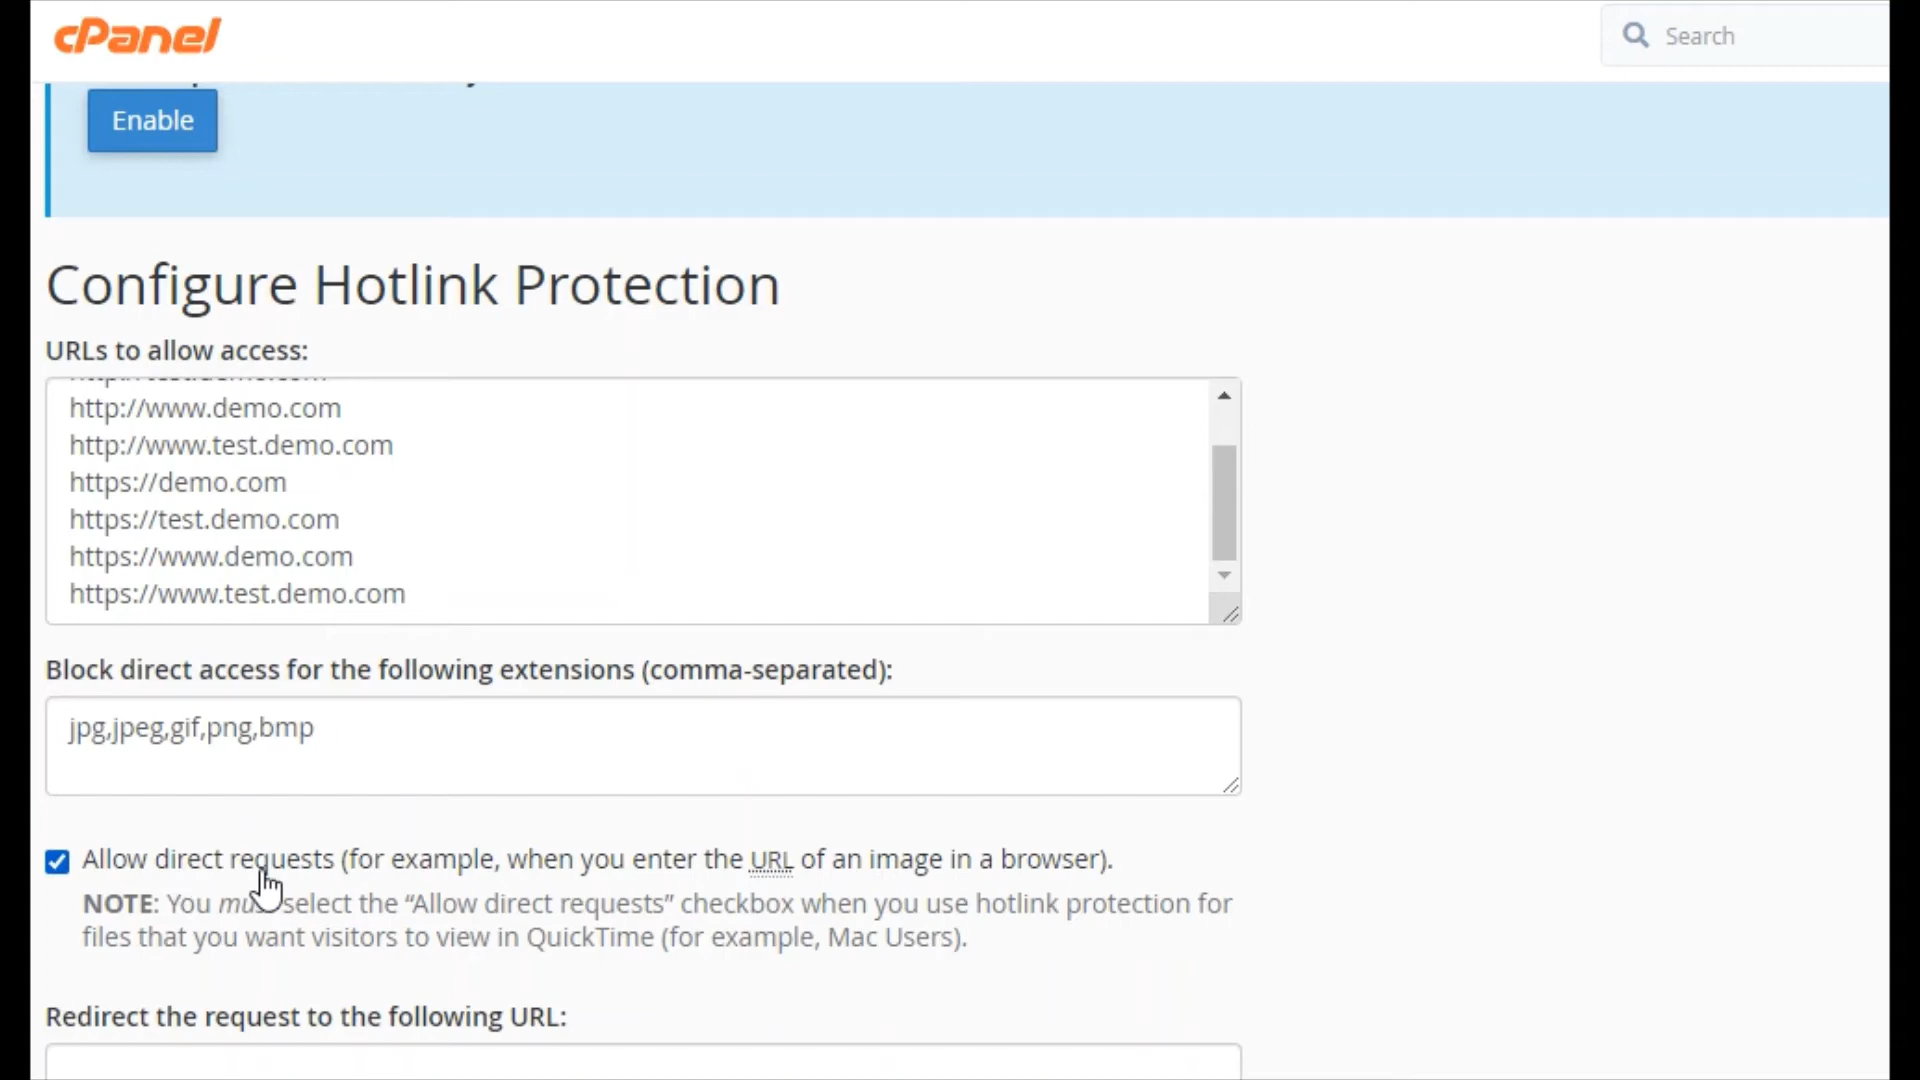 cPanel
Search
Enable
Configure Hotlink Protection
URLs to allow access:
http://www.demo.com
http://www.test.demo.com
https://demo.com
https://test.demo.com
https://www.demo.com
https://www.test.demo.com
Block direct access for the following extensions (comma-separated):
jpg,jpeg,gif,png,bmp
Allow direct requests (for example, when you enter the URL of an image in a browser).
NOTE: You must select the “Allow direct requests” checkbox when you use hotlink protection for
files that you want visitors to view in QuickTime (for example, Mac Users).
Redirect the request to the following URL: